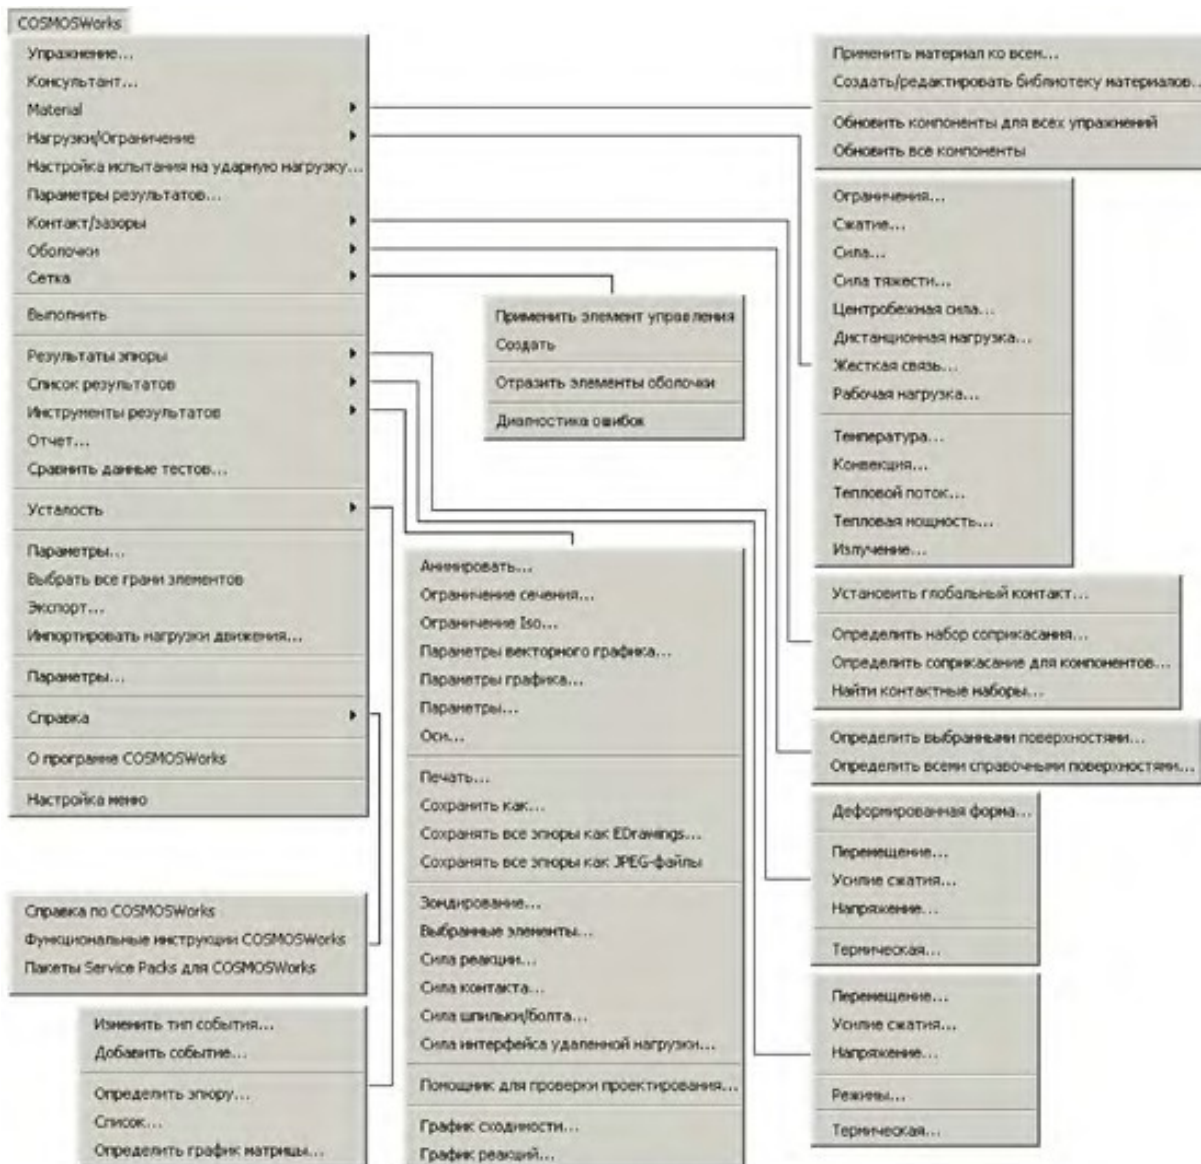 COSMOSWorks
Упражнение...
Консультант...
Material
Нагрузки/Ограничение
Настройка испытания на ударную нагрузку...
Параметры результатов...
Контакт/зазоры
Оболочки
Сетка
Выполнить
Результаты эпюры
Список результатов
Инструменты результатов
Отчет...
Сравнить данные тестов...
Усталость
Параметры...
Выбрать все грани элементов
Экспорт...
Импортировать нагрузки движения...
Параметры...
Справка
О программе COSMOSWorks
Настройка меню
Справка по COSMOSWorks
Функциональные инструкции COSMOSWorks
Пакеты Service Packs для COSMOSWorks
Изменить тип события...
Добавить событие...
Определить эпюру...
Список...
Определить график матрицы...
Применить элемент управления
Создать
Отразить элементы оболочки
Диагностика ошибок
Анимировать...
Ограничение сечения...
Ограничение Iso...
Параметры векторного графика...
Параметры графика...
Параметры...
Оси...
Печать...
Сохранить как...
Сохранять все эпюры как EDrawings...
Сохранять все эпюры как JPEG-файлы
Зондирование...
Выбранные элементы...
Сила реакции...
Сила контакта...
Сила шпильки/болта...
Сила интерфейса удаленной нагрузки...
Помощник для проверки проектирования...
График сходимости...
График реакций...
Применить материал ко всем...
Создать/редактировать библиотеку материалов...
Обновить компоненты для всех упражнений
Обновить все компоненты
Ограничения...
Сжатие...
Сила...
Сила тяжести...
Центробежная сила...
Дистанционная нагрузка...
Жесткая связь...
Рабочая нагрузка...
Температура...
Конвекция...
Тепловой поток...
Тепловая мощность...
Излучение...
Установить глобальный контакт...
Определить набор соприкасания...
Определить соприкасание для компонентов...
Найти контактные наборы...
Определить выбранными поверхностями...
Определить всеми справочными поверхностями...
Деформированная форма...
Перемещение...
Усилие сжатия...
Напряжение...
Термическая...
Перемещение...
Усилие сжатия...
Напряжение...
Режимы...
Термическая...